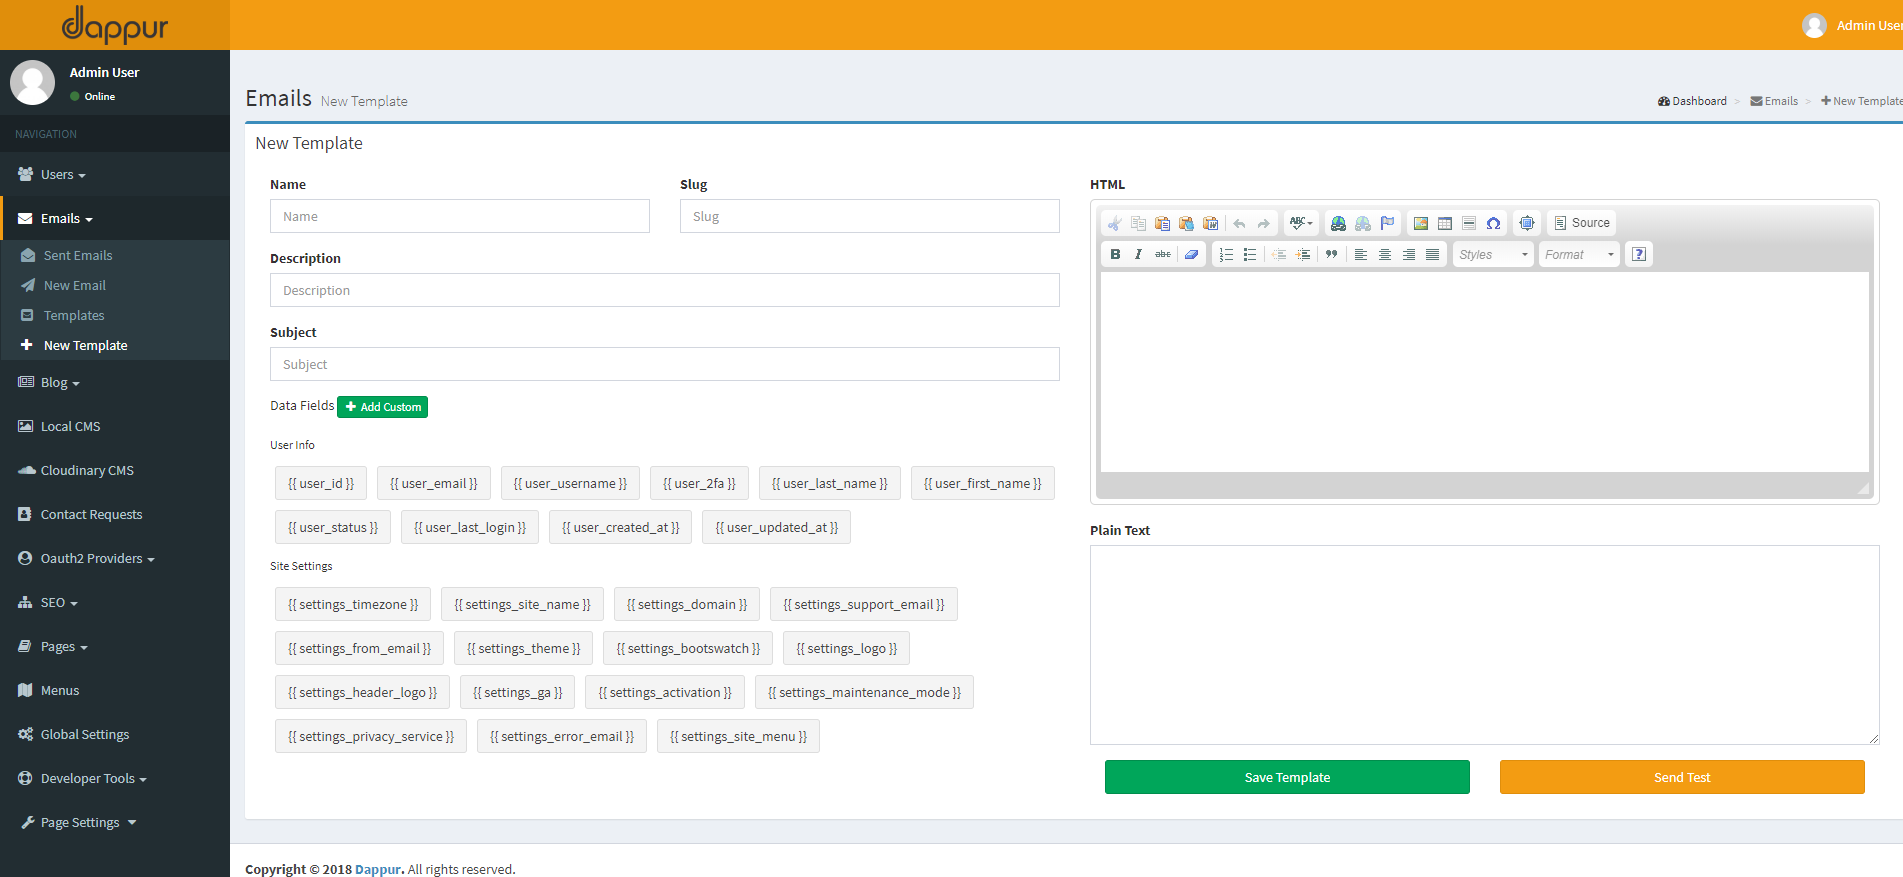 dappur
Admin User
Admin User
Online
NAVIGATION
Users
Emails
Sent Emails
New Email
Templates
New Template
Blog
Local CMS
Cloudinary CMS
Contact Requests
Oauth2 Providers
SEO
Pages
Menus
Global Settings
Developer Tools
Page Settings
Emails New Template
Dashboard > Emails > New Template
New Template
Name
Name
Slug
Slug
Description
Description
Subject
Subject
Data Fields Add Custom
User Info
{{ user_id }} {{ user_email }} {{ user_username }} {{ user_2fa }} {{ user_last_name }} {{ user_first_name }}
{{ user_status }} {{ user_last_login }} {{ user_created_at }} {{ user_updated_at }}
Site Settings
{{ settings_timezone }} {{ settings_site_name }} {{ settings_domain }} {{ settings_support_email }}
{{ settings_from_email }} {{ settings_theme }} {{ settings_bootswatch }} {{ settings_logo }}
{{ settings_header_logo }} {{ settings_ga }} {{ settings_activation }} {{ settings_maintenance_mode }}
{{ settings_privacy_service }} {{ settings_error_email }} {{ settings_site_menu }}
HTML
ABC Source
B I abc Styles Format ?
Plain Text
Save Template Send Test
Copyright © 2018 Dappur. All rights reserved.